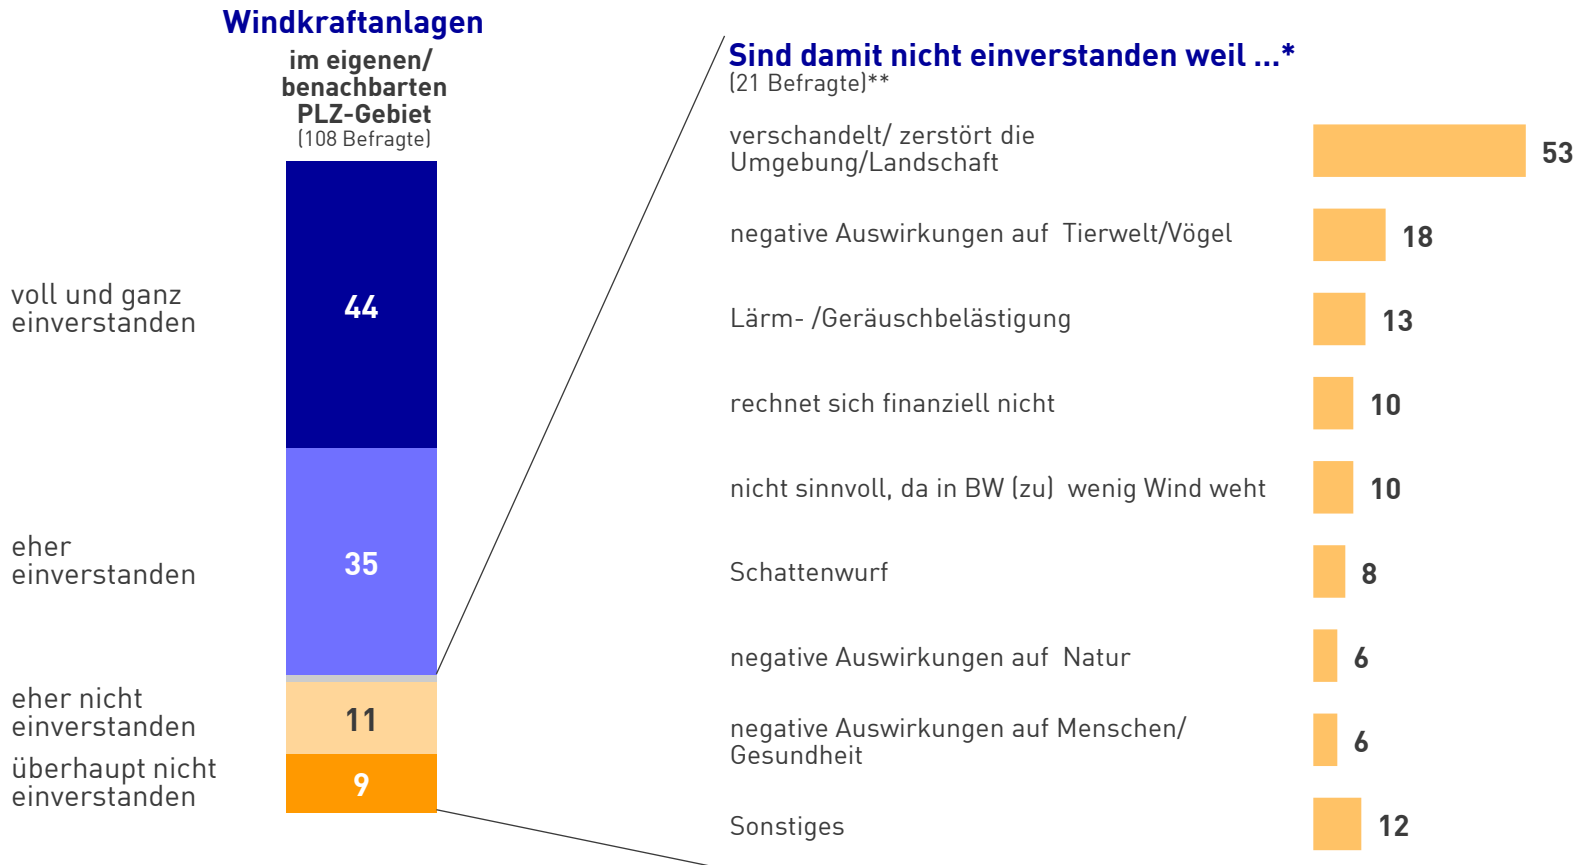 Windkraftanlagen
im eigenen/
benachbarten
PLZ-Gebiet
(108 Befragte)
voll und ganz
einverstanden
44
eher
einverstanden
35
eher nicht
einverstanden
11
überhaupt nicht
einverstanden
9
Sind damit nicht einverstanden weil ...*
(21 Befragte)**
verschandelt/ zerstört die
Umgebung/Landschaft
53
negative Auswirkungen auf Tierwelt/Vögel
18
Lärm- /Geräuschbelästigung
13
rechnet sich finanziell nicht
10
nicht sinnvoll, da in BW (zu) wenig Wind weht
10
Schattenwurf
8
negative Auswirkungen auf Natur
6
negative Auswirkungen auf Menschen/
Gesundheit
6
Sonstiges
12